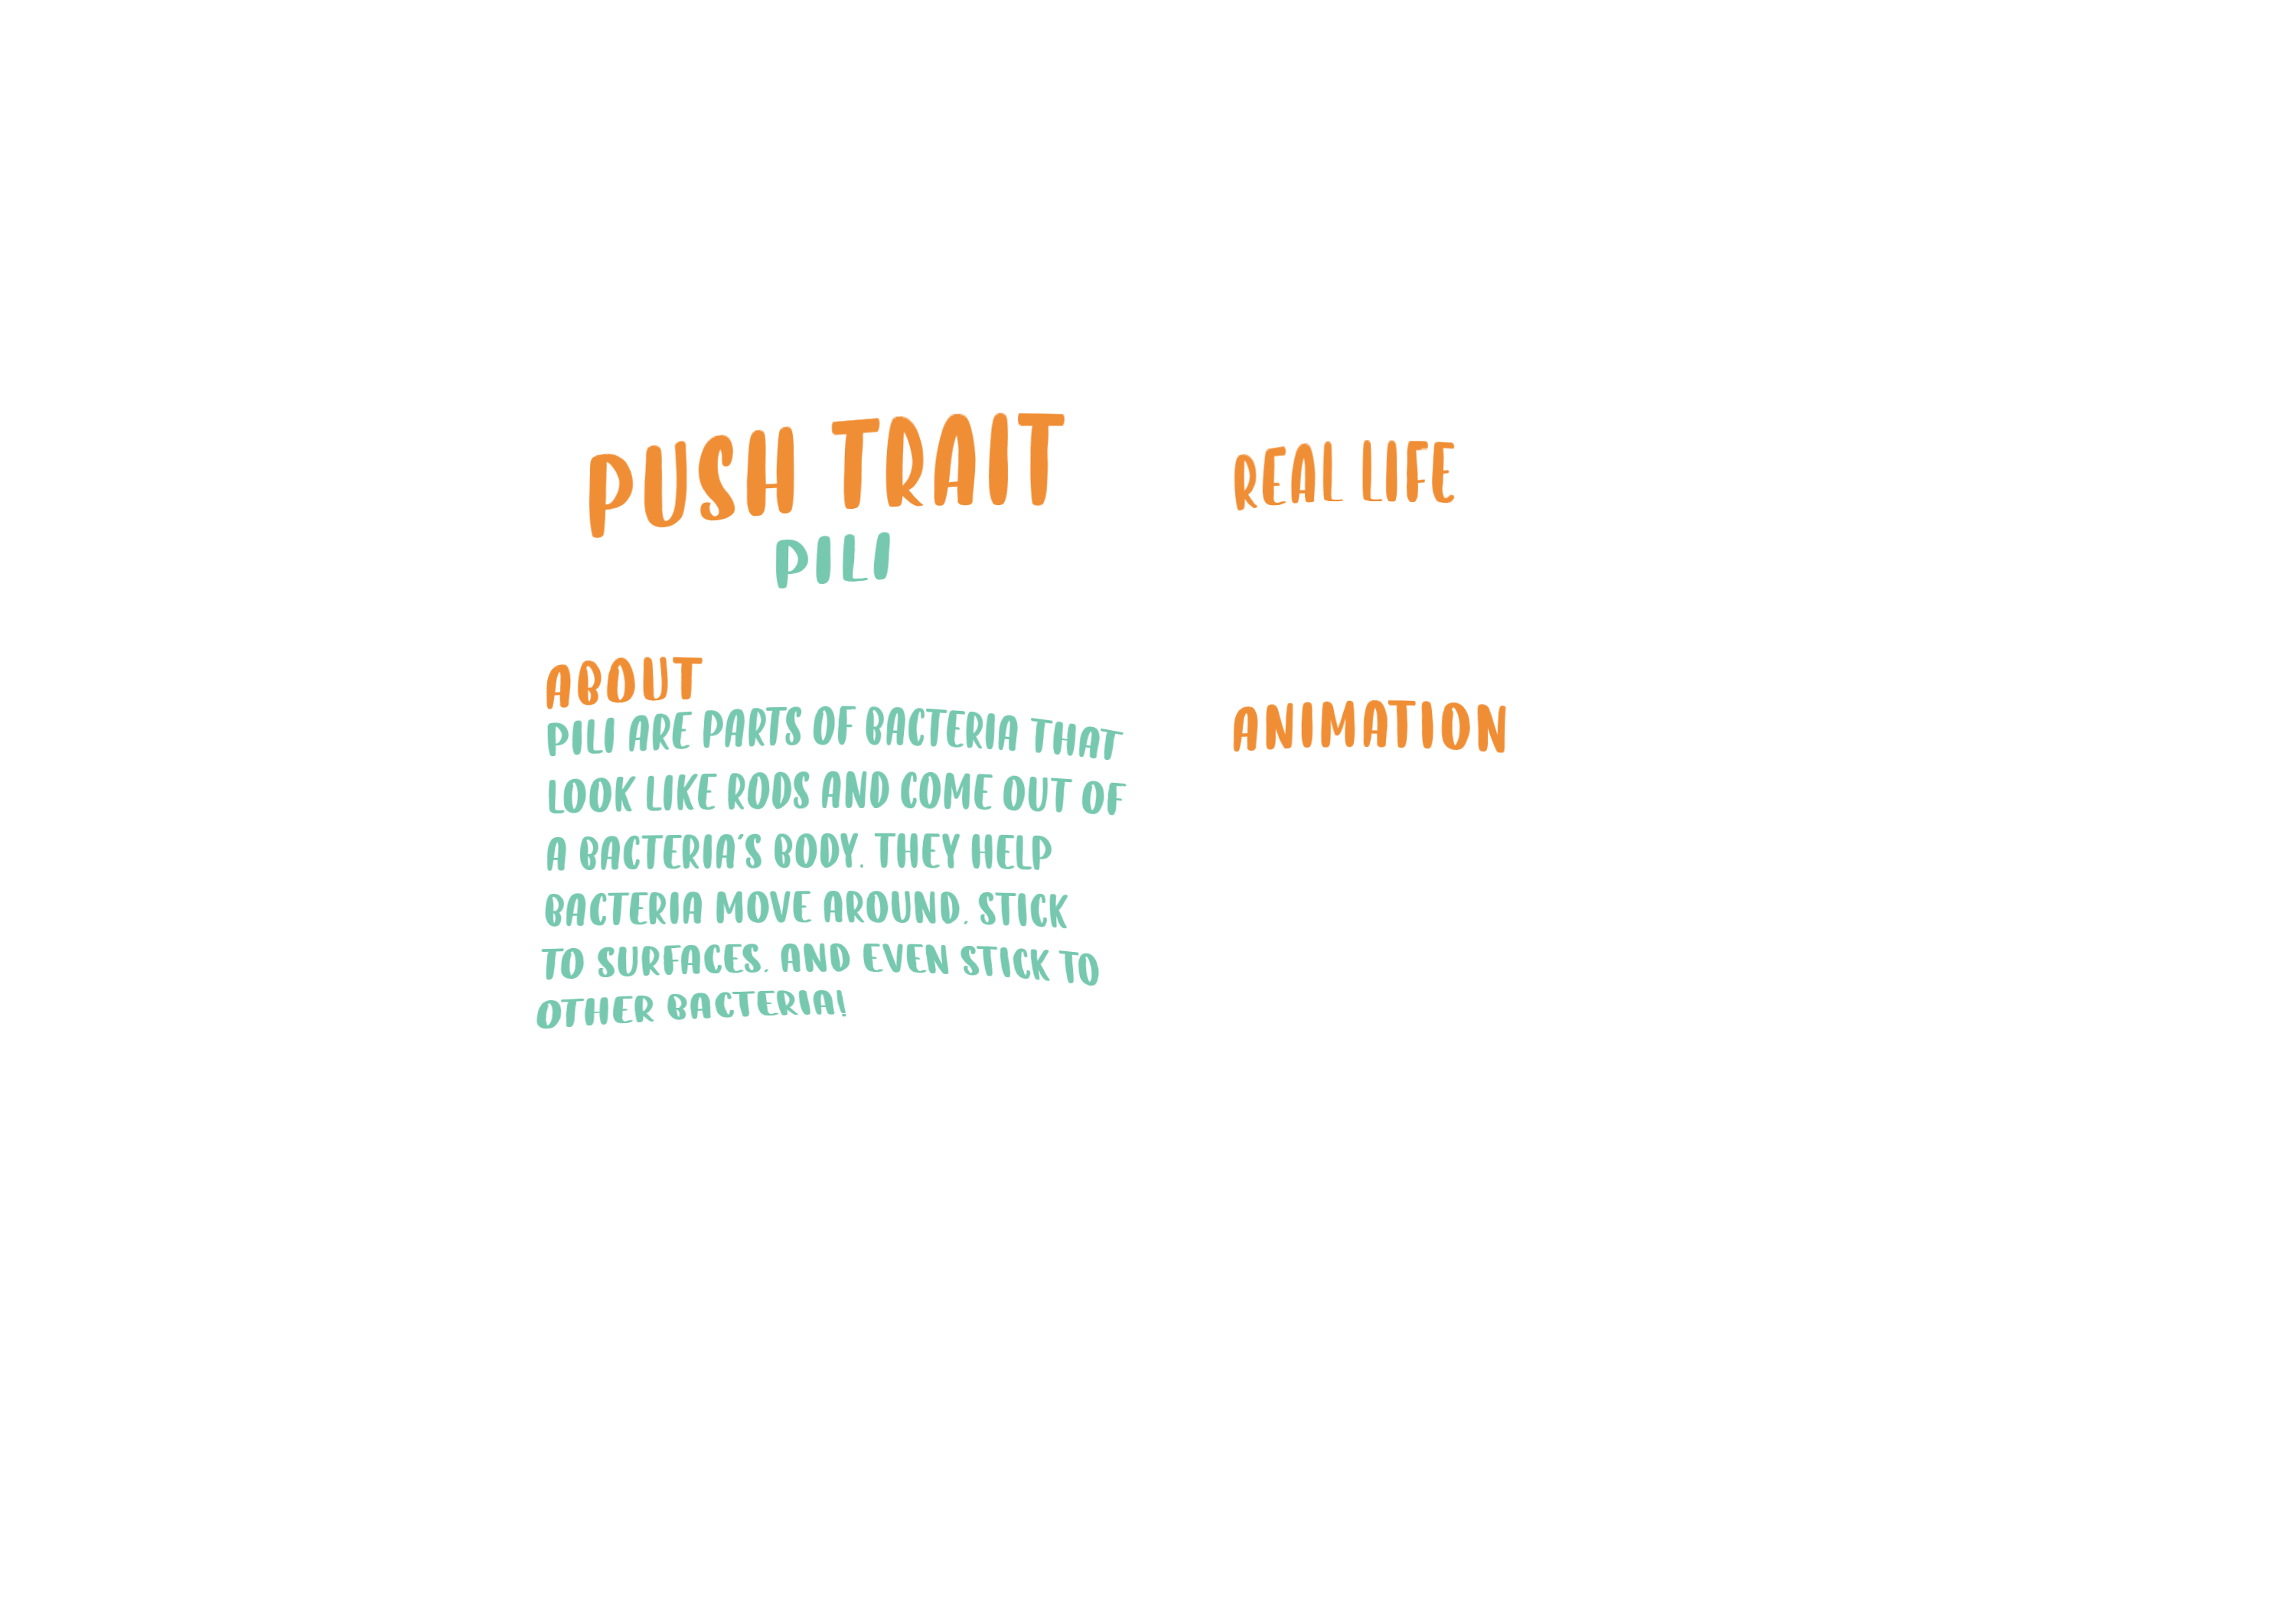 PUSH TRAIT
PILI
ABOUT
PILI ARE PARTS OF BACTERIA THAT
LOOK LIKE RODS AND COME OUT OF
A BACTERIA'S BODY. THEY HELP
BACTERIA MOVE AROUND, STICK
TO SURFACES, AND EVEN STICK TO
OTHER BACTERIA!
REAL LIFE
ANIMATION